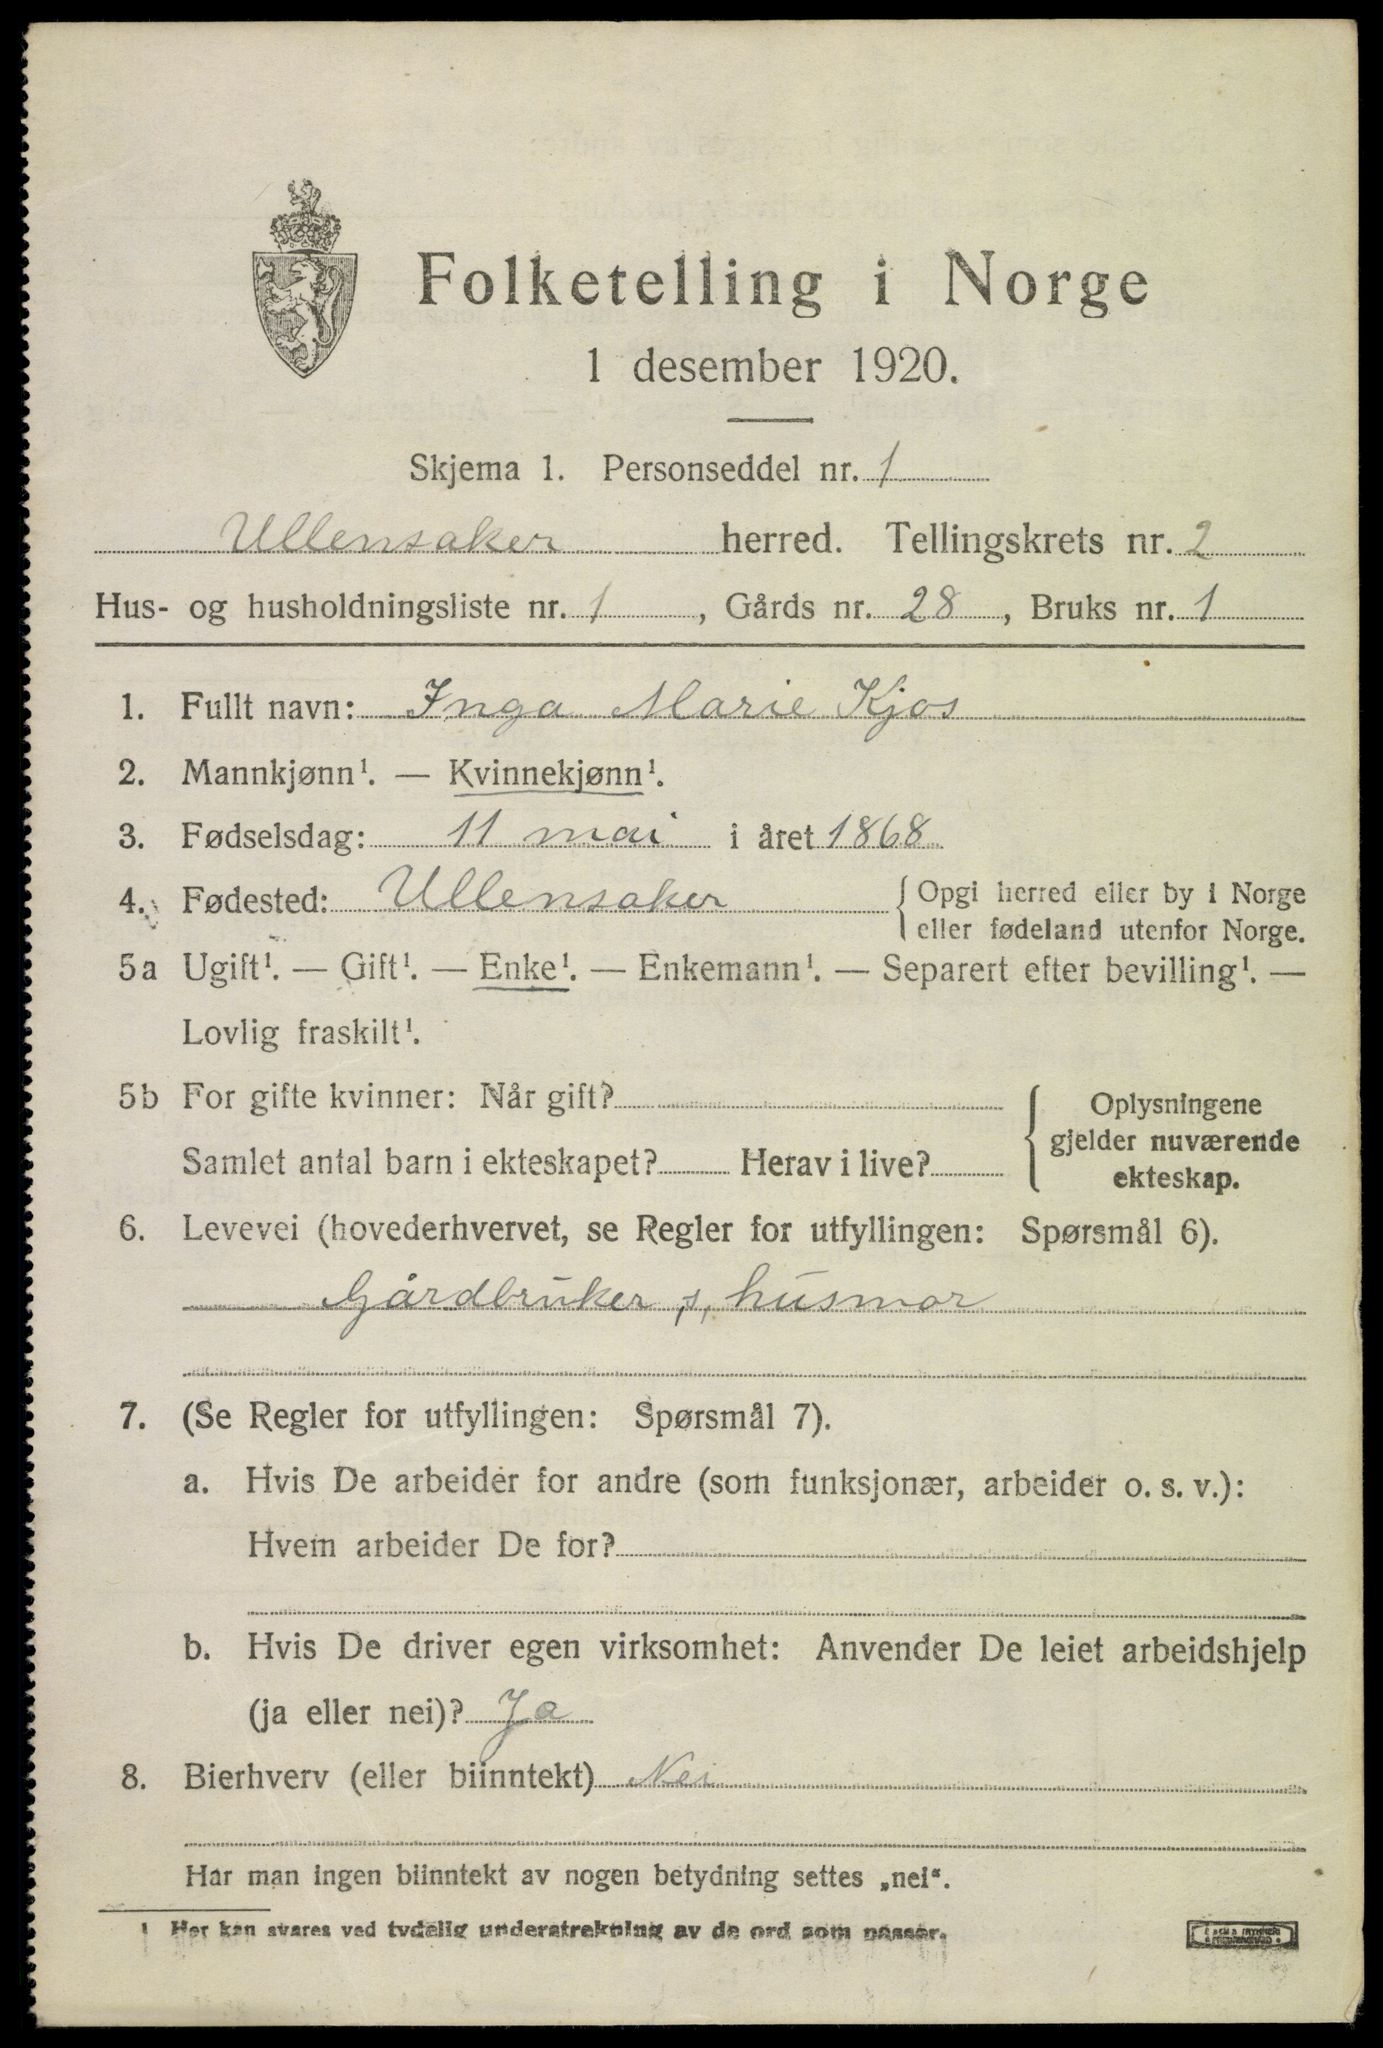 Folketelling i Norge
1 desember 1920.
Skjema 1. Personseddel nr. 1
Ullensaker herred. Tellingskrets nr. 2
Hus- og husholdningsliste nr. 1, Gårds nr. 28, Bruks nr. 1
1. Fullt navn: Inga Marie Kjos
2. Mannkjønn¹. — Kvinnekjønn¹.
3. Fødselsdag: 11 mai i året 1868
4. Fødested: Ullensaker { Opgi herred eller by i Norge
eller fødeland utenfor Norge.
5a Ugift¹. — Gift¹. — Enke¹. — Enkemann¹. — Separert efter bevilling¹. —
Lovlig fraskilt¹.
5b For gifte kvinner: Når gift?
Samlet antal barn i ekteskapet? Herav i live?
{ Oplysningene
gjelder nuværende
ekteskap.
6. Levevei (hovederhvervet, se Regler for utfyllingen: Spørsmål 6).
Gårdbruker, s, husmor
7. (Se Regler for utfyllingen: Spørsmål 7).
a. Hvis De arbeider for andre (som funksjonær, arbeider o. s. v.):
Hvem arbeider De for?
b. Hvis De driver egen virksomhet: Anvender De leiet arbeidshjelp
(ja eller nei)? Ja
8. Bierhverv (eller biinntekt) Nei
Har man ingen biinntekt av nogen betydning settes „nei“.
1 Her kan svares ved tydelig understrekning av de ord som passer.